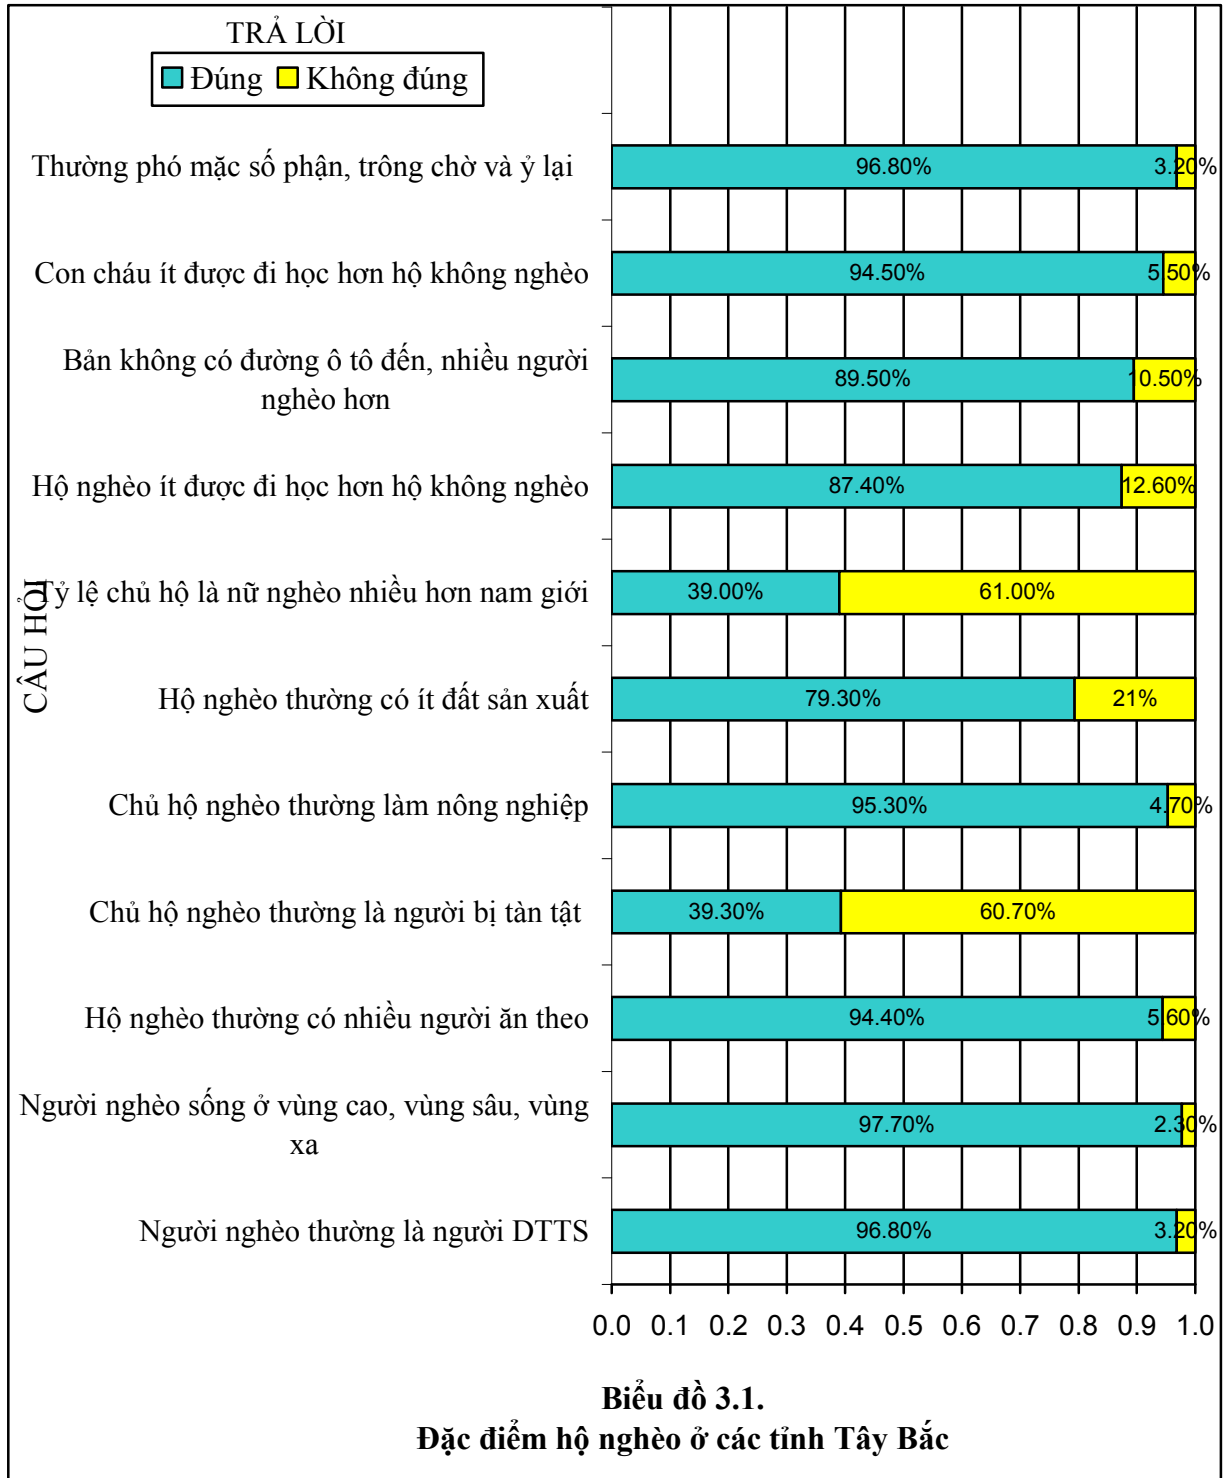 TRẢ LỜI
Đúng Không đúng
Thường phó mặc số phận, trông chờ và ỷ lại 96.80% 3.20%
Con cháu ít được đi học hơn hộ không nghèo 94.50% 5.50%
Bản không có đường ô tô đến, nhiều người
nghèo hơn
89.50% 10.50%
Hộ nghèo ít được đi học hơn hộ không nghèo 87.40% 12.60%
CÂU HỎI
Tỷ lệ chủ hộ là nữ nghèo nhiều hơn nam giới 39.00% 61.00%
Hộ nghèo thường có ít đất sản xuất 79.30% 21%
Chủ hộ nghèo thường làm nông nghiệp 95.30% 4.70%
Chủ hộ nghèo thường là người bị tàn tật 39.30% 60.70%
Hộ nghèo thường có nhiều người ăn theo 94.40% 5.60%
Người nghèo sống ở vùng cao, vùng sâu, vùng
xa
97.70% 2.30%
Người nghèo thường là người DTTS 96.80% 3.20%
0.0 0.1 0.2 0.3 0.4 0.5 0.6 0.7 0.8 0.9 1.0
Biểu đồ 3.1.
Đặc điểm hộ nghèo ở các tỉnh Tây Bắc